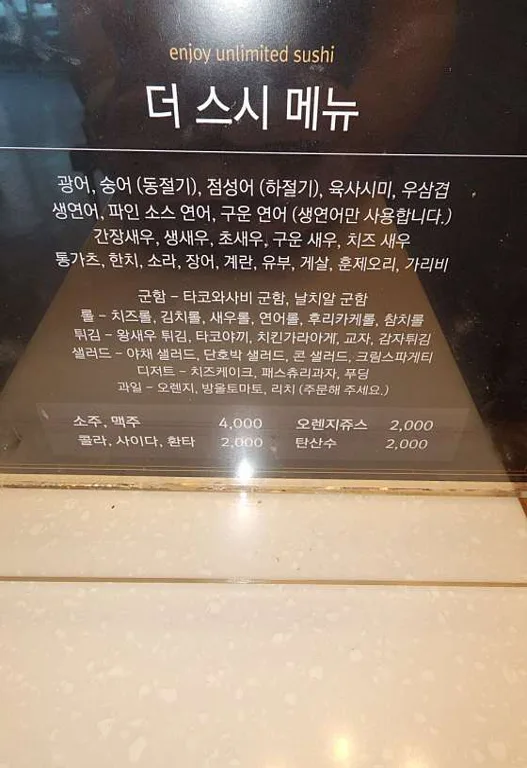 enjoy unlimited sushi
더 스시 메뉴
광어, 숭어 (동절기), 점성어 (하절기), 육사시미, 우삼겹
생연어, 파인 소스 연어, 구운 연어 (생연어만 사용합니다.)
간장새우, 생새우, 초새우, 구운 새우, 치즈 새우
통가츠, 한치, 소라, 장어, 계란, 유부, 게살, 훈제오리, 가리비
군함 - 타코와사비 군함, 날치알 군함
롤 - 치즈롤, 김치롤, 새우롤, 연어롤, 후리카케롤, 참치롤
튀김 - 왕새우 튀김, 타코야끼, 치킨가라아게, 교자, 감자튀김
샐러드 - 야채 샐러드, 단호박 샐러드, 콘 샐러드, 크림스파게티
디저트 - 치즈케이크, 패스츄리과자, 푸딩
과일 - 오렌지, 방울토마토, 리치 (주문해 주세요.)
소주, 맥주 4,000 오렌지쥬스 2,000
콜라, 사이다, 환타 2,000 탄산수 2,000